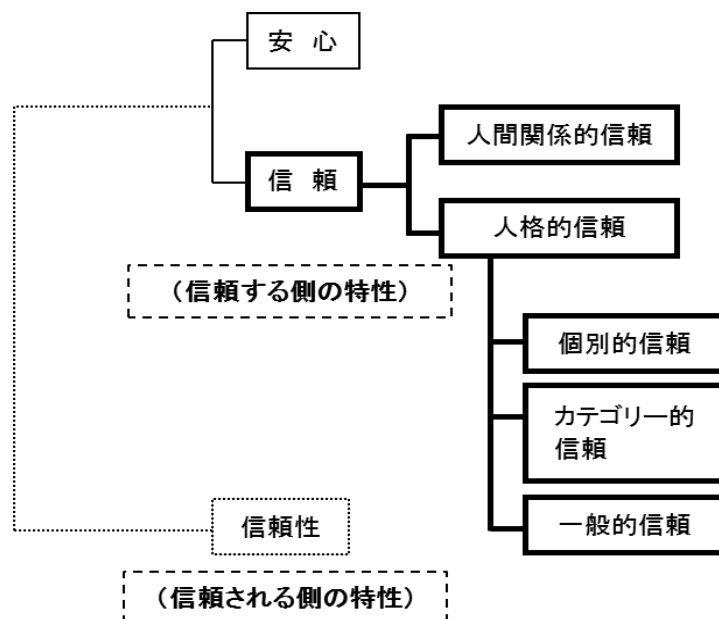 安 心
人間関係的信頼
信 頼
人格的信頼
（信頼する側の特性）
個別的信頼
カテゴリー的
信頼
信頼性
一般的信頼
（信頼される側の特性）